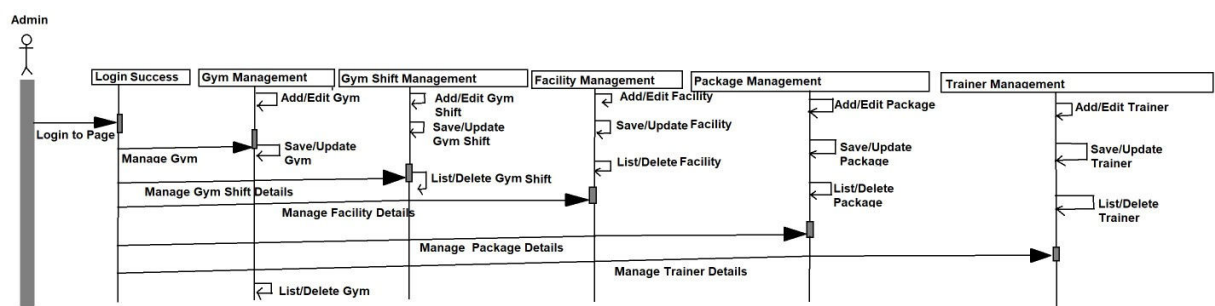 Admin
Login Success
Gym Management
Gym Shift Management
Facility Management
Package Management
Trainer Management
Login to Page
Manage Gym
Manage Gym Shift Details
Manage Facility Details
Manage Package Details
Manage Trainer Details
Add/Edit Gym
Save/Update
Gym
List/Delete Gym
Add/Edit Gym
Shift
Save/Update
Gym Shift
List/Delete Gym Shift
Add/Edit Facility
Save/Update Facility
List/Delete Facility
Add/Edit Package
Save/Update
Package
List/Delete
Package
Add/Edit Trainer
Save/Update
Trainer
List/Delete
Trainer